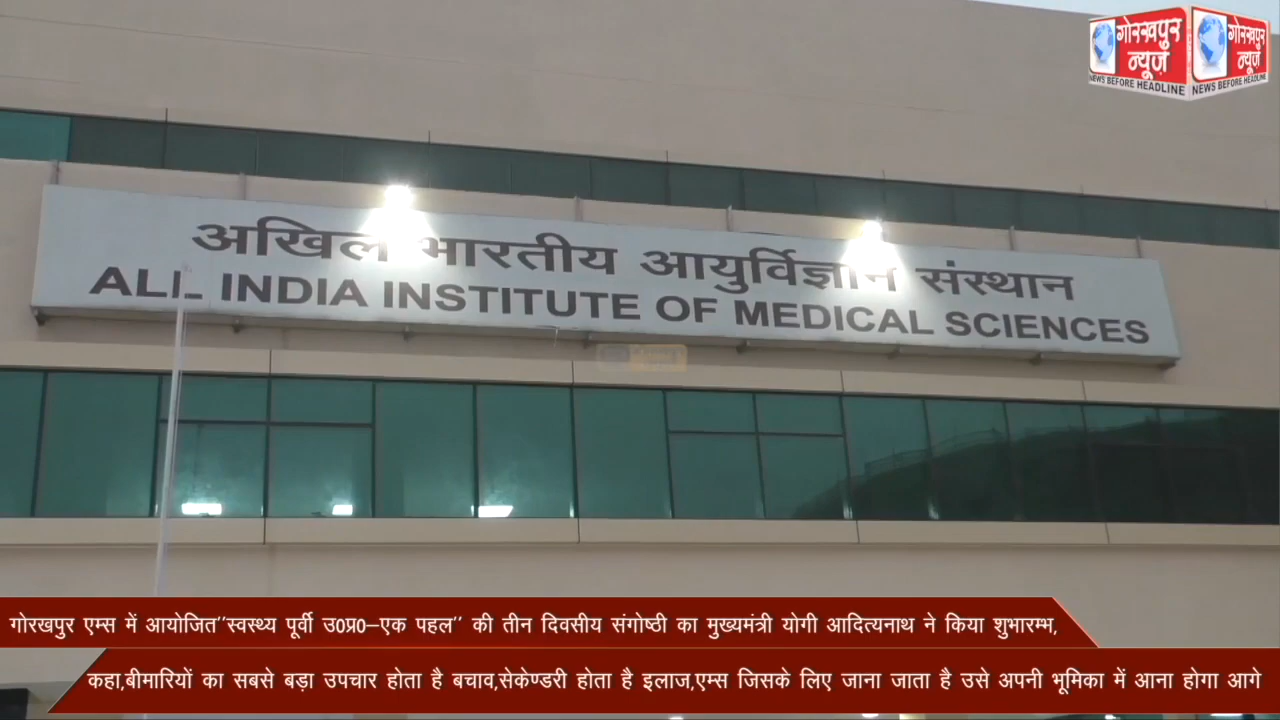 गोरखपुर
न्यूज़
NEWS BEFORE HEADLINE
गोरखपुर
न्यूज़
NEWS BEFORE HEADLINE
अखिल भारतीय आयुर्विज्ञान संस्थान
ALL INDIA INSTITUTE OF MEDICAL SCIENCES
गोरखपुर एम्स में आयोजित''स्वस्थ्य पूर्वी उ0प्र0–एक पहल'' की तीन दिवसीय संगोष्ठी का मुख्यमंत्री योगी आदित्यनाथ ने किया शुभारम्भ,
कहा,बीमारियों का सबसे बड़ा उपचार होता है बचाव,सेकेण्डरी होता है इलाज,एम्स जिसके लिए जाना जाता है उसे अपनी भूमिका में आना होगा आगे